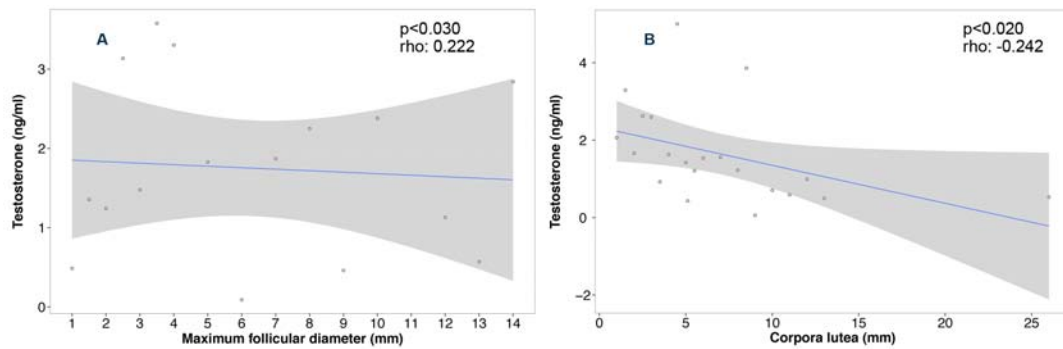 A
p<0.030
rho: 0.222
Testosterone (ng/ml)
3
2
1
0
1 2 3 4 5 6 7 8 9 10 11 12 13 14
Maximum follicular diameter (mm)
B
p<0.020
rho: -0.242
Testosterone (ng/ml)
4
2
0
−2
0 5 10 15 20 25
Corpora lutea (mm)